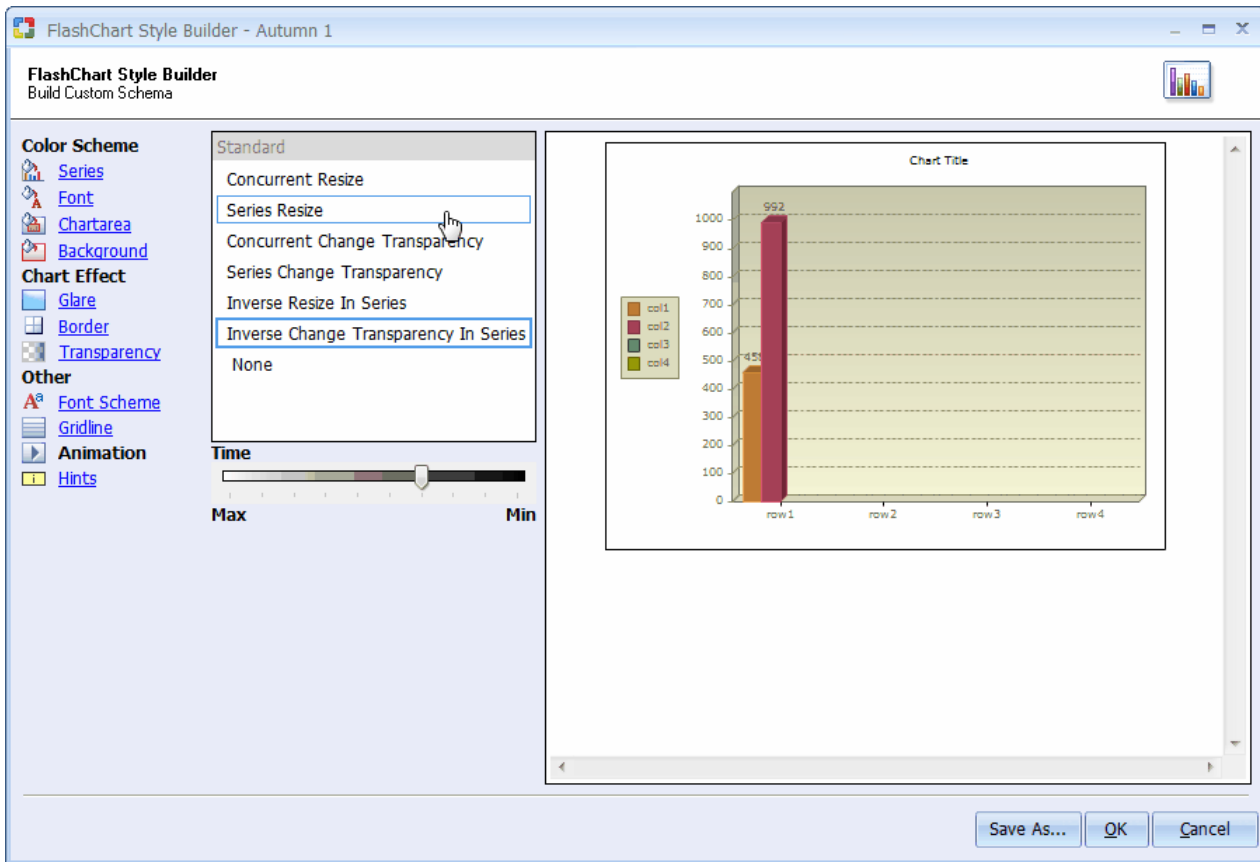 FlashChart Style Builder - Autumn 1
FlashChart Style Builder
Build Custom Schema
Color Scheme
Series
Font
Chartarea
Background
Chart Effect
Glare
Border
Transparency
Other
Font Scheme
Gridline
Animation
Hints
Standard
Concurrent Resize
Series Resize
Concurrent Change Transparency
Series Change Transparency
Inverse Resize In Series
Inverse Change Transparency In Series
None
Time
Max Min
Chart Title
col1
col2
col3
col4
1000
900
800
700
600
500
400
300
200
100
0
992
row1 row2 row3 row4
Save As... OK Cancel